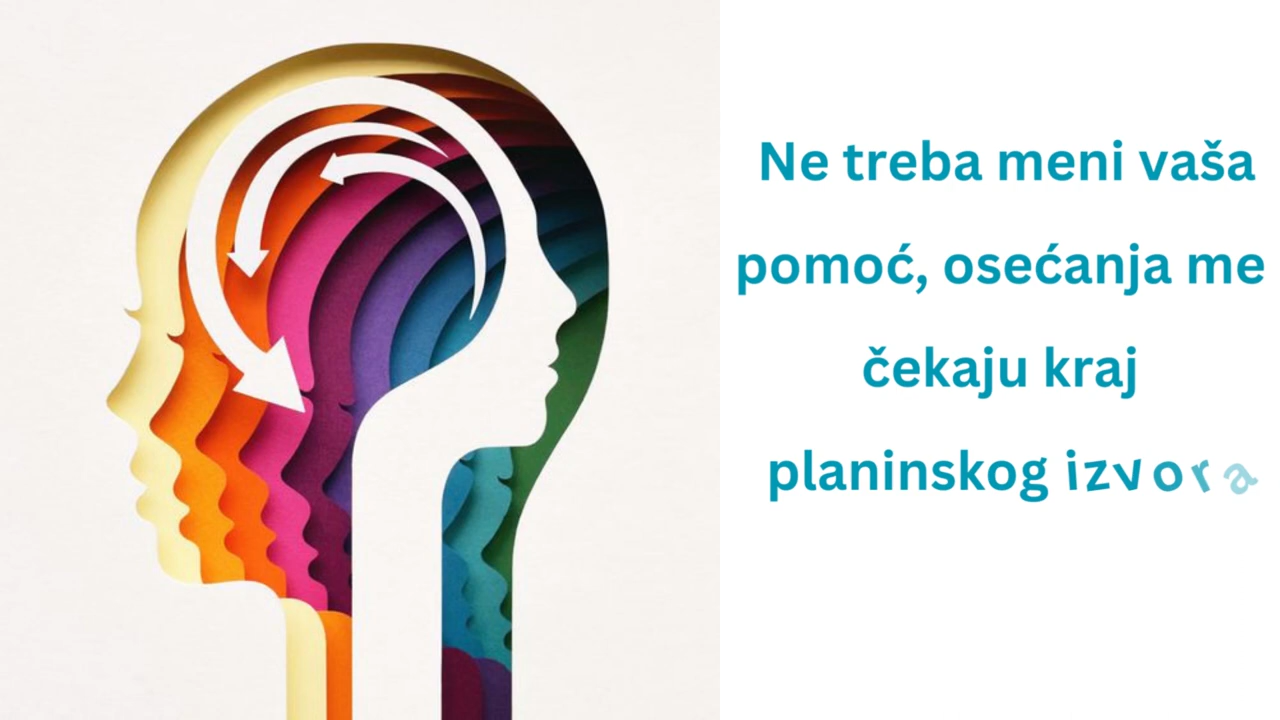 Ne treba meni vaša
pomoć, osećanja me
čekaju kraj
planinskog izvora